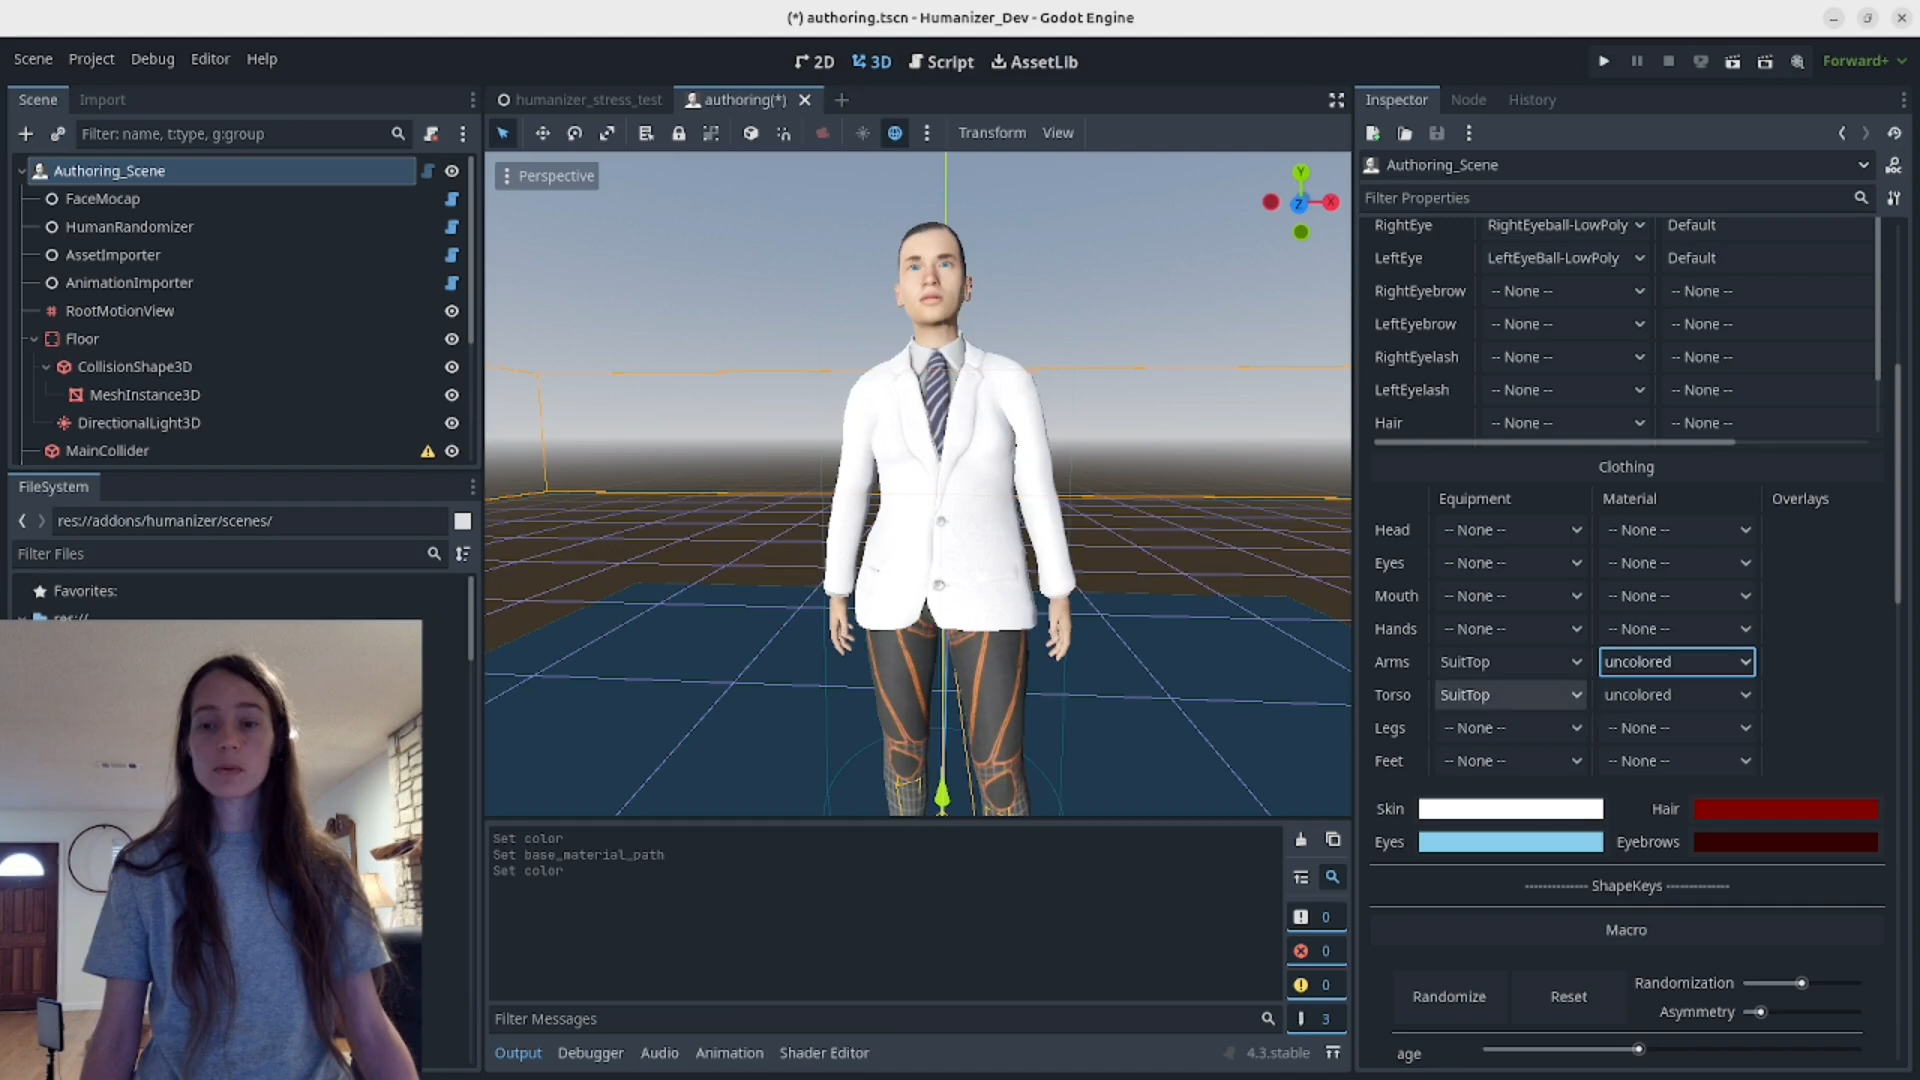 (*) authoring.tscn - Humanizer_Dev - Godot Engine
Scene Project Debug Editor Help
2D 3D Script AssetLib
Forward+
Scene Import
humanizer_stress_test authoring(*)
Inspector Node History
Filter: name, t:type, g:group
Transform View
Authoring_Scene
FaceMocap
HumanRandomizer
AssetImporter
AnimationImporter
RootMotionView
Floor
CollisionShape3D
MeshInstance3D
DirectionalLight3D
MainCollider
FileSystem
res://addons/humanizer/scenes/
Filter Files
Favorites:
res://
Perspective
Y
Z
X
Set color
Set base_material_path
Set color
0
0
0
3
Filter Messages
Output Debugger Audio Animation Shader Editor
4.3.stable
Authoring_Scene
DOC
Filter Properties
RightEye RightEyeball-LowPoly Default
LeftEye LeftEyeBall-LowPoly Default
RightEyebrow -- None -- -- None --
LeftEyebrow -- None -- -- None --
RightEyelash -- None -- -- None --
LeftEyelash -- None -- -- None --
Hair -- None -- -- None --
Clothing
Equipment Material Overlays
Head -- None -- -- None --
Eyes -- None -- -- None --
Mouth -- None -- -- None --
Hands -- None -- -- None --
Arms SuitTop uncolored
Torso SuitTop uncolored
Legs -- None -- -- None --
Feet -- None -- -- None --
Skin Hair
Eyes Eyebrows
-------------- ShapeKeys --------------
Macro
Randomize Reset Randomization
Asymmetry
age